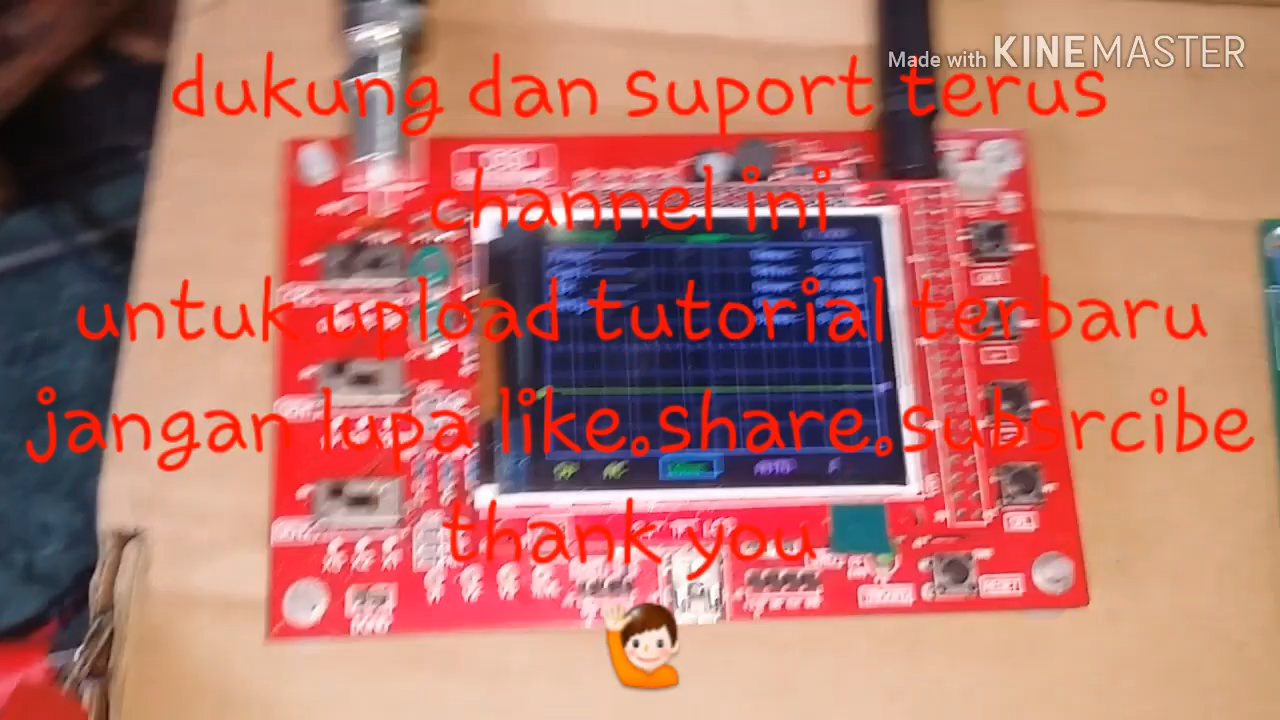 Made with KINEMASTER
dukung dan suport terus
channel ini
untuk upload tutorial terbaru
jangan lupa like.share.subsrcibe
thank you